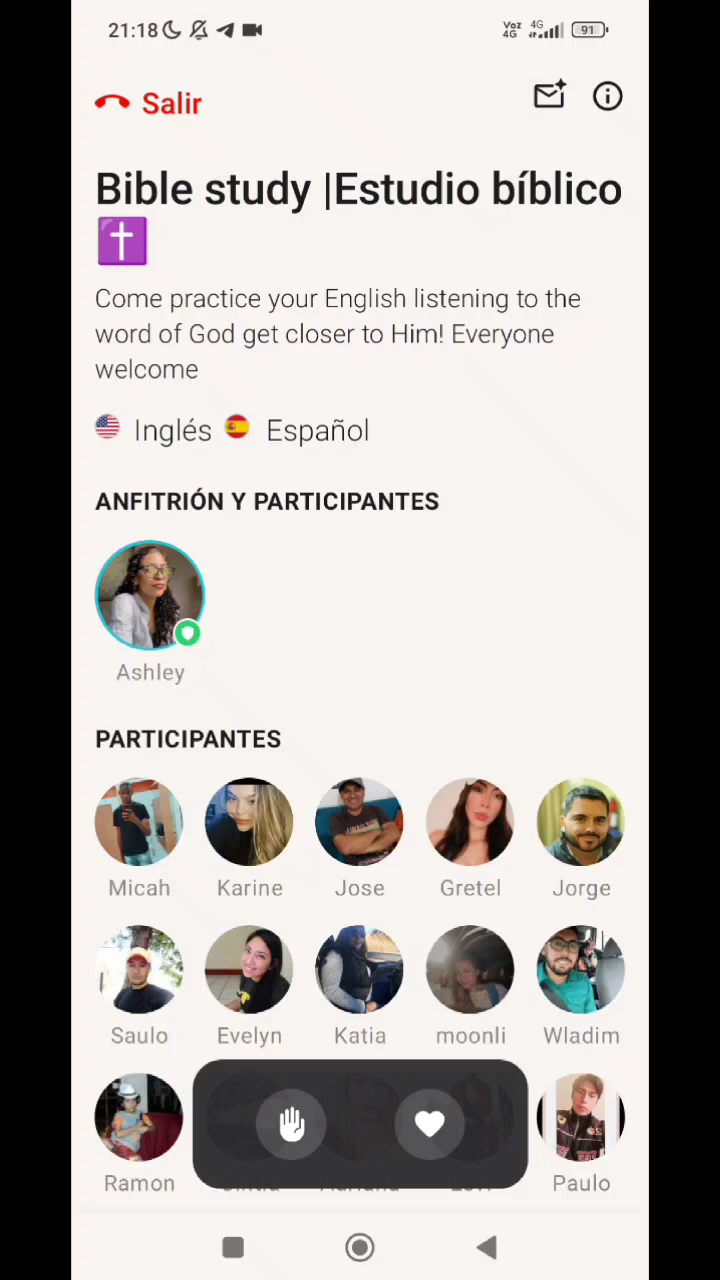 21:18
Voz
4G
4G
91
Salir
Bible study |Estudio bíblico
✝️
Come practice your English listening to the
word of God get closer to Him! Everyone
welcome
Inglés Español
ANFITRIÓN Y PARTICIPANTES
Ashley
PARTICIPANTES
Micah Karine Jose Gretel Jorge
Saulo Evelyn Katia moonli Wladim
Ramon Paulo